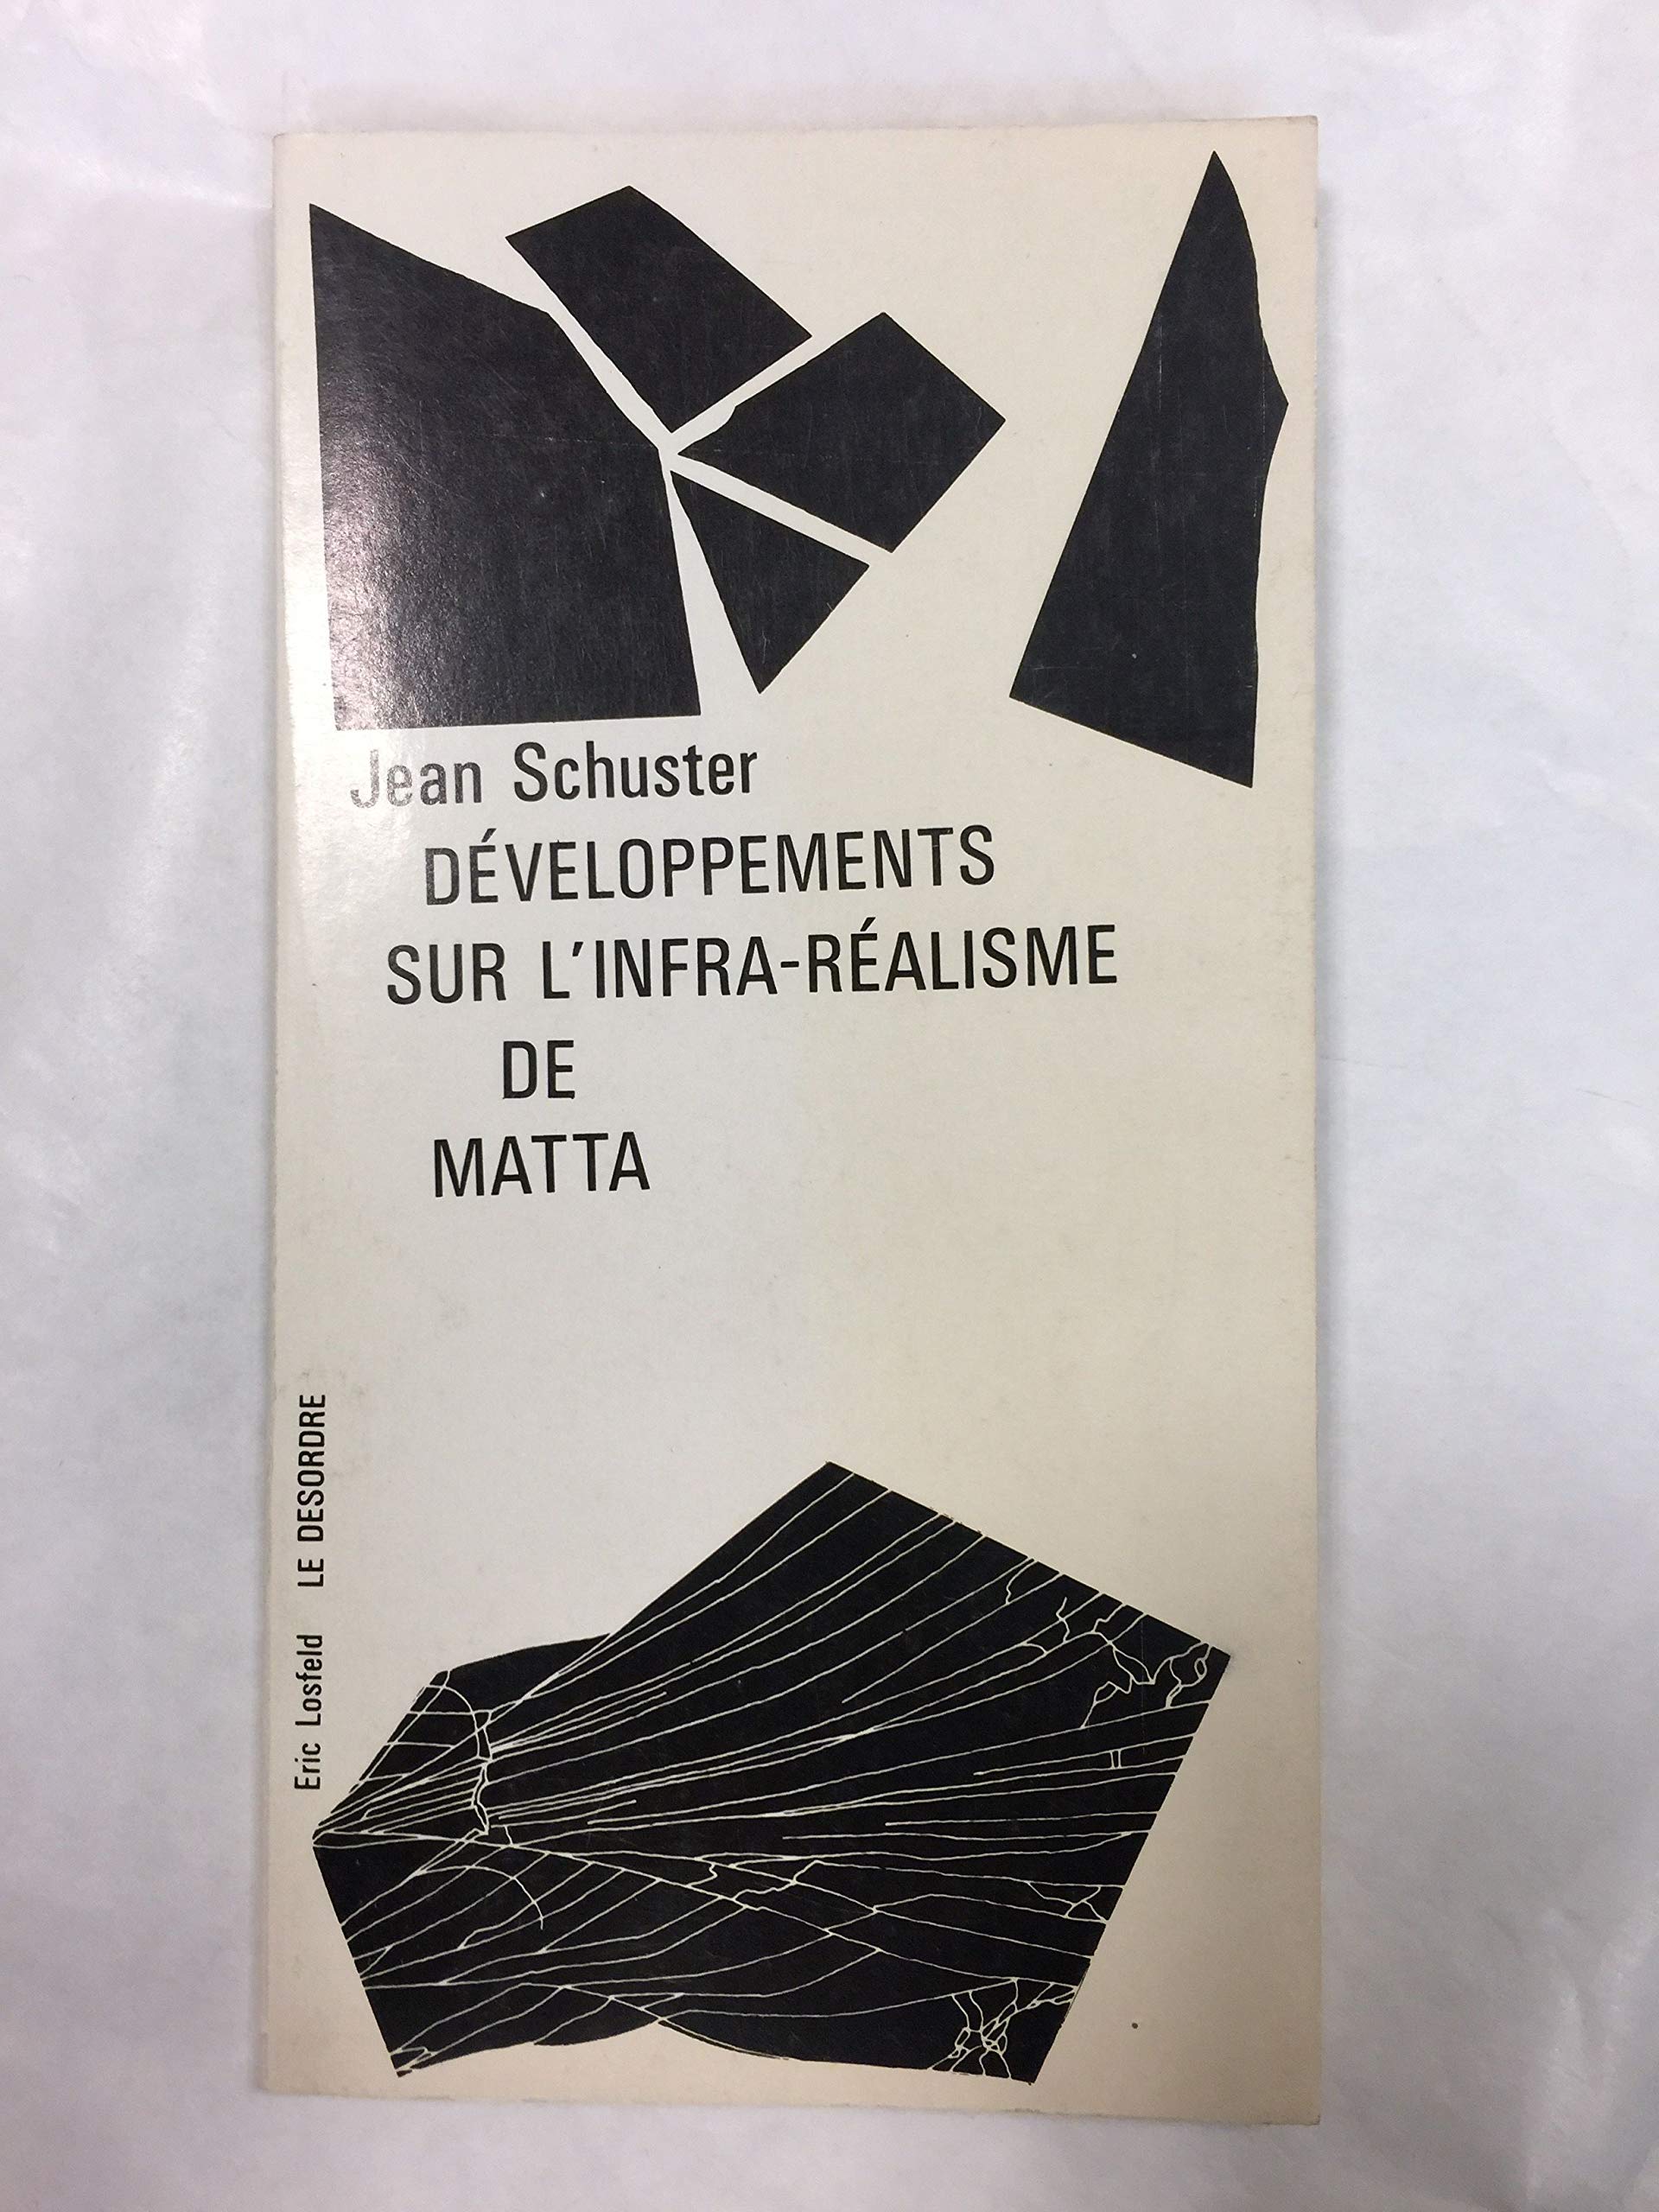 Jean Schuster
DÉVELOPPEMENTS
SUR L'INFRA-RÉALISME
DE
MATTA
Eric Losfeld LE DESORDRE